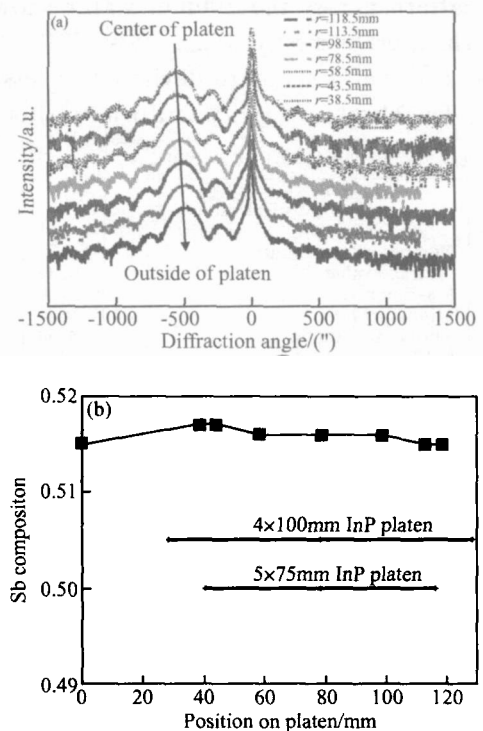 (a)
Center of platen
r=118.5mm
r=113.5mm
r=98.5mm
r=78.5mm
r=58.5mm
r=43.5mm
r=38.5mm
Intensity/a.u.
Outside of platen
-1500 -1000 -500 0 500 1000 1500
Diffraction angle/(")
0.52
(b)
0.51
4×100mm InP platen
5×75mm InP platen
0.50
0.49
Sb compositon
0 20 40 60 80 100 120
Position on platen/mm